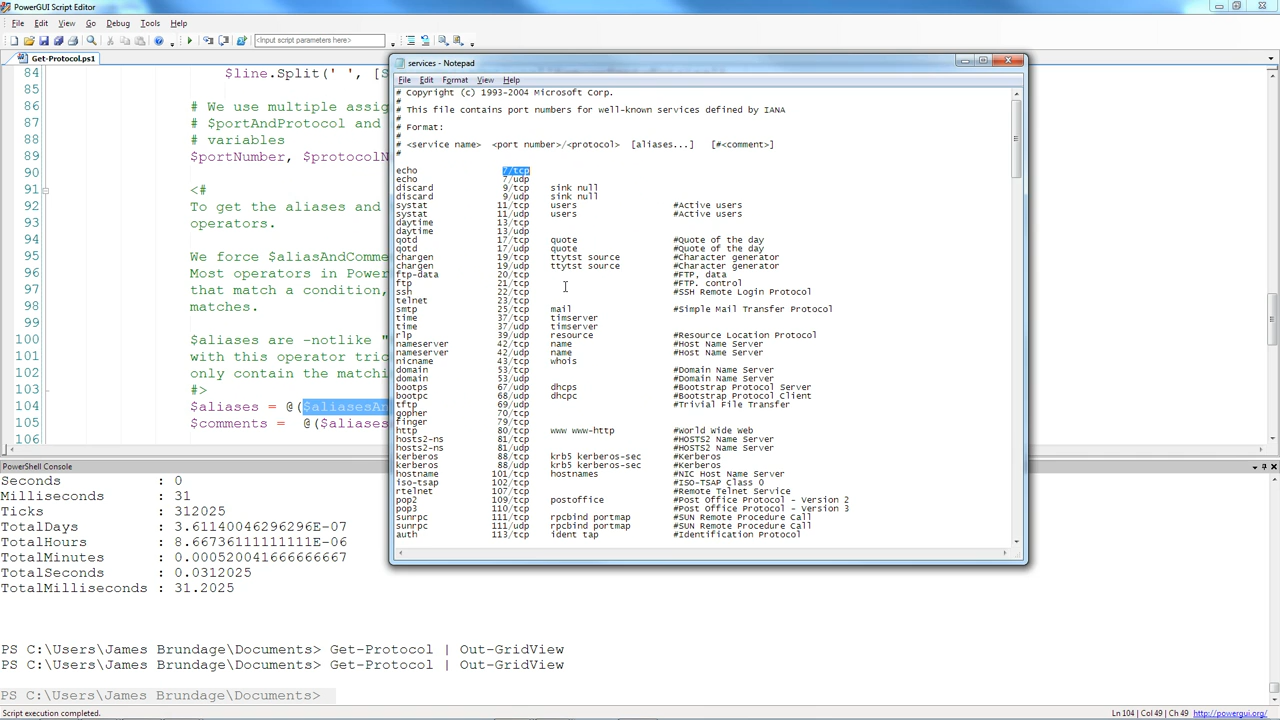 PowerGUI Script Editor
File Edit View Go Debug Tools Help
<Input script parameters here>
Get-Protocol.ps1
84 $line.Split(' ', [S
85
86 # We use multiple assig
87 # $portAndProtocol and
88 # variables
89 $portNumber, $protocolN
90
91 <#
92 To get the aliases and
93 operators.
94
95 We force $aliasAndComme
96 Most operators in Power
97 that match a condition,
98 matches.
99
100 $aliases are -notlike "
101 with this operator tric
102 only contain the matchi
103 #>
104 $aliases = @($aliasesAn
105 $comments = @($aliases
106
services - Notepad
File Edit Format View Help
# Copyright (c) 1993-2004 Microsoft Corp.
#
# This file contains port numbers for well-known services defined by IANA
#
# Format:
#
# <service name> <port number>/<protocol> [aliases...] [#<comment>]
#
echo 7/tcp
echo 7/udp
discard 9/tcp sink null
discard 9/udp sink null
systat 11/tcp users #Active users
systat 11/udp users #Active users
daytime 13/tcp
daytime 13/udp
qotd 17/tcp quote #Quote of the day
qotd 17/udp quote #Quote of the day
chargen 19/tcp ttytst source #Character generator
chargen 19/udp ttytst source #Character generator
ftp-data 20/tcp #FTP, data
ftp 21/tcp #FTP. control
ssh 22/tcp #SSH Remote Login Protocol
telnet 23/tcp
smtp 25/tcp mail #Simple Mail Transfer Protocol
time 37/tcp timserver
time 37/udp timserver
rlp 39/udp resource #Resource Location Protocol
nameserver 42/tcp name #Host Name Server
nameserver 42/udp name #Host Name Server
nicname 43/tcp whois
domain 53/tcp #Domain Name Server
domain 53/udp #Domain Name Server
bootps 67/udp dhcps #Bootstrap Protocol Server
bootpc 68/udp dhcpc #Bootstrap Protocol Client
tftp 69/udp #Trivial File Transfer
gopher 70/tcp
finger 79/tcp
http 80/tcp www www-http #World Wide Web
hosts2-ns 81/tcp #HOSTS2 Name Server
hosts2-ns 81/udp #HOSTS2 Name Server
kerberos 88/tcp krb5 kerberos-sec #Kerberos
kerberos 88/udp krb5 kerberos-sec #Kerberos
hostname 101/tcp hostnames #NIC Host Name Server
iso-tsap 102/tcp #ISO-TSAP Class 0
rtelnet 107/tcp #Remote Telnet Service
pop2 109/tcp postoffice #Post Office Protocol - Version 2
pop3 110/tcp #Post Office Protocol - Version 3
sunrpc 111/tcp rpcbind portmap #SUN Remote Procedure Call
sunrpc 111/udp rpcbind portmap #SUN Remote Procedure Call
auth 113/tcp ident tap #Identification Protocol
PowerShell Console
Seconds : 0
Milliseconds : 31
Ticks : 312025
TotalDays : 3.61140046296296E-07
TotalHours : 8.66736111111111E-06
TotalMinutes : 0.000520041666666667
TotalSeconds : 0.0312025
TotalMilliseconds : 31.2025
PS C:\Users\James Brundage\Documents> Get-Protocol | Out-GridView
PS C:\Users\James Brundage\Documents> Get-Protocol | Out-GridView
PS C:\Users\James Brundage\Documents>
Script execution completed.
Ln 104 | Col 49 | Ch 49 http://powergui.org/